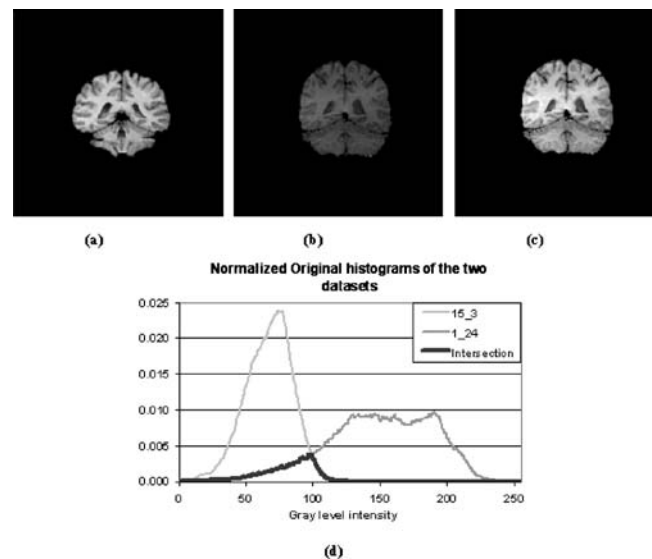 (a)
(b)
(c)
Normalized Original histograms of the two
datasets
0.025
0.020
0.015
0.010
0.005
0.000
15_3
1_24
Intersection
0
50
100
150
200
250
Gray level intensity
(d)